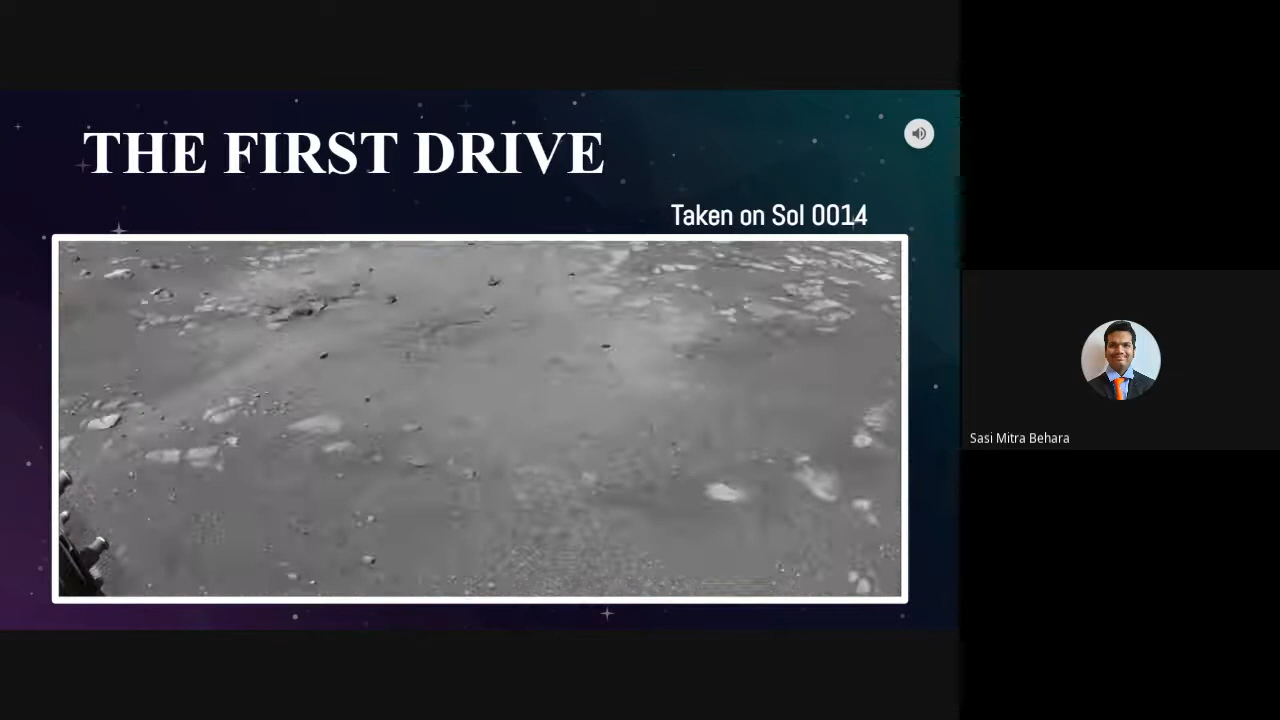 THE FIRST DRIVE
Taken on Sol 0014
Sasi Mitra Behara